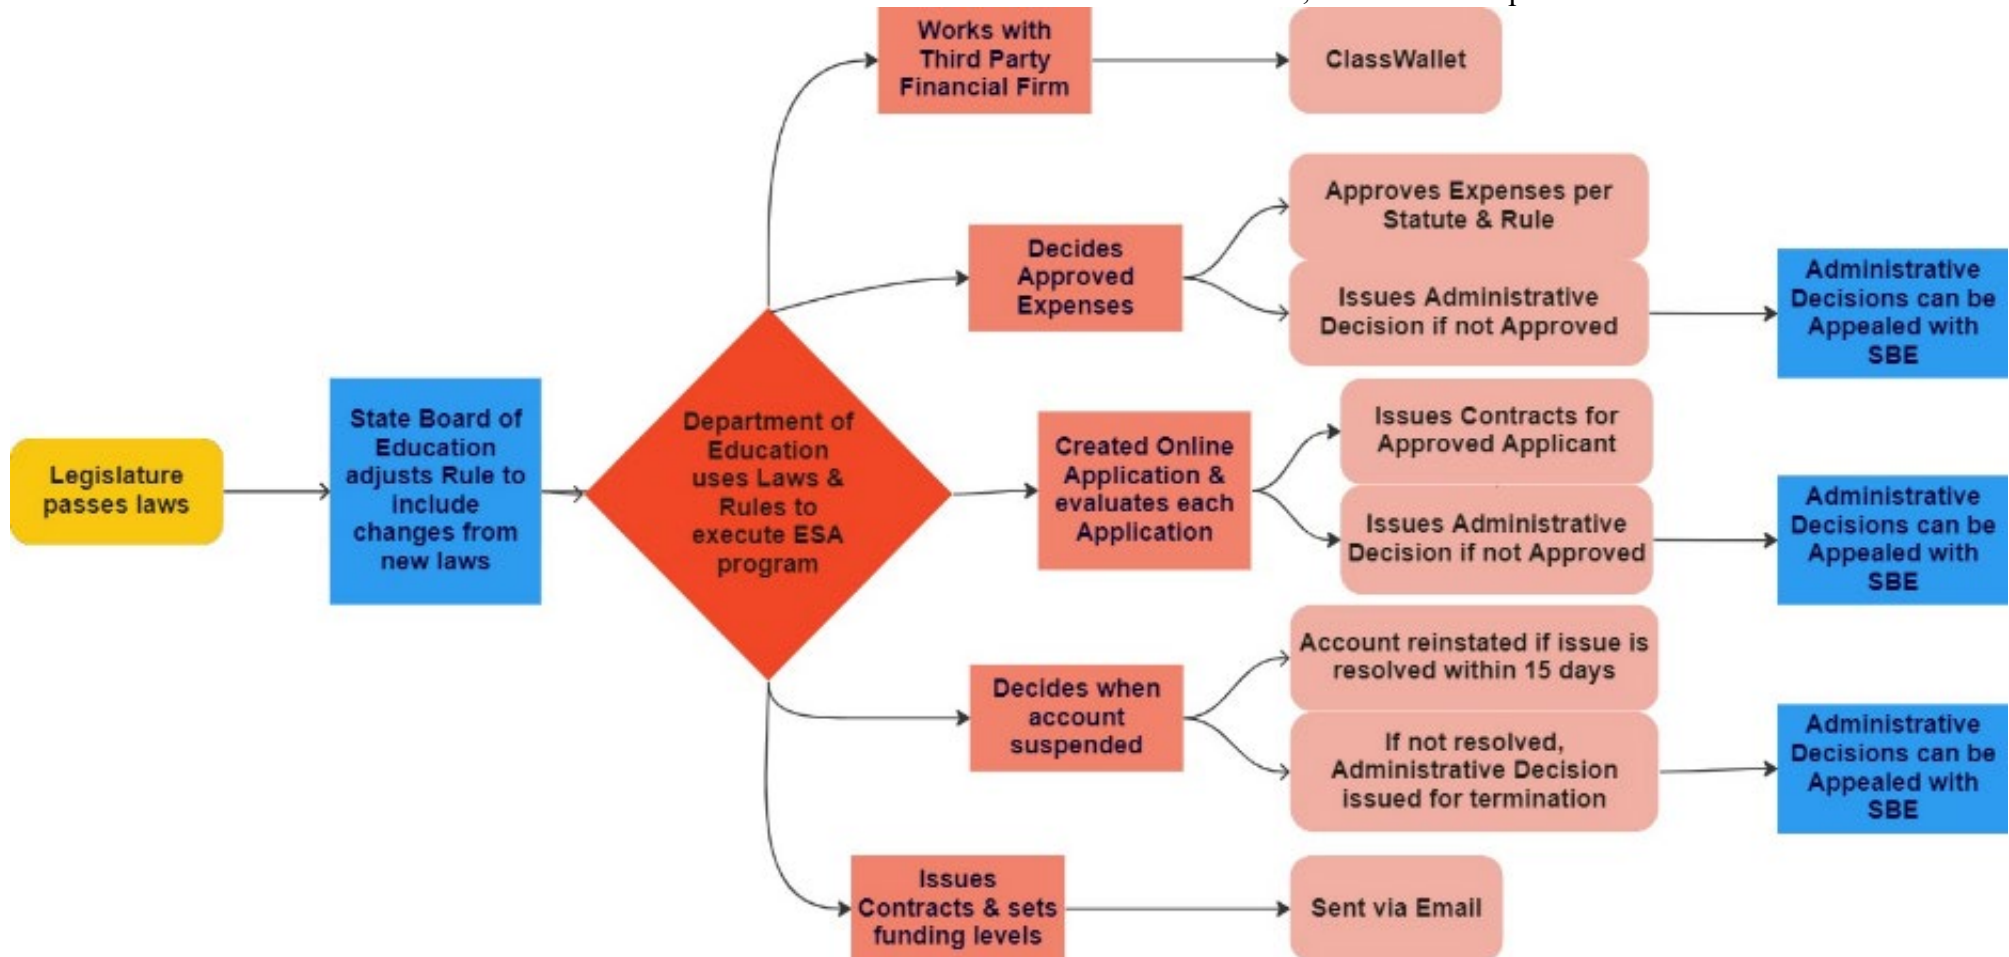 Works with
Third Party
Financial Firm
ClassWallet
Approves Expenses per
Statute & Rule
Decides
Approved
Expenses
Issues Administrative
Decision if not Approved
Administrative
Decisions can be
Appealed with
SBE
Legislature
passes laws
State Board of
Education
adjusts Rule to
include
changes from
new laws
Department of
Education
uses Laws &
Rules to
execute ESA
program
Created Online
Application &
evaluates each
Application
Issues Contracts for
Approved Applicant
Issues Administrative
Decision if not Approved
Administrative
Decisions can be
Appealed with
SBE
Decides when
account
suspended
Account reinstated if issue is
resolved within 15 days
If not resolved,
Administrative Decision
issued for termination
Administrative
Decisions can be
Appealed with
SBE
Issues
Contracts & sets
funding levels
Sent via Email